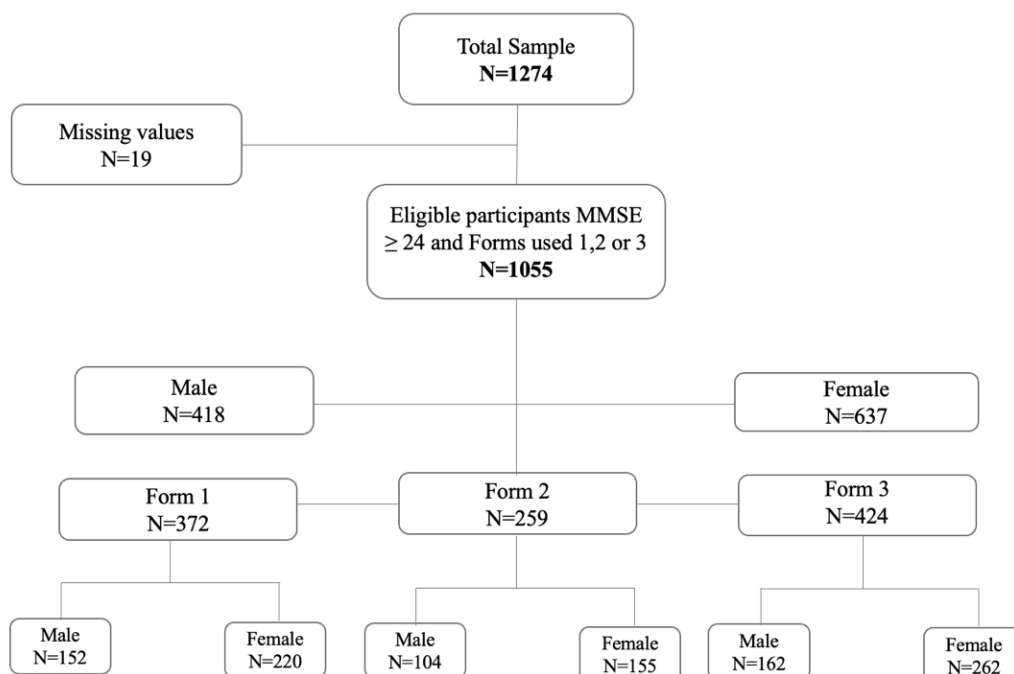 Total Sample
N=1274
Missing values
N=19
Eligible participants MMSE
≥ 24 and Forms used 1,2 or 3
N=1055
Male
N=418
Female
N=637
Form 1
N=372
Form 2
N=259
Form 3
N=424
Male
N=152
Female
N=220
Male
N=104
Female
N=155
Male
N=162
Female
N=262